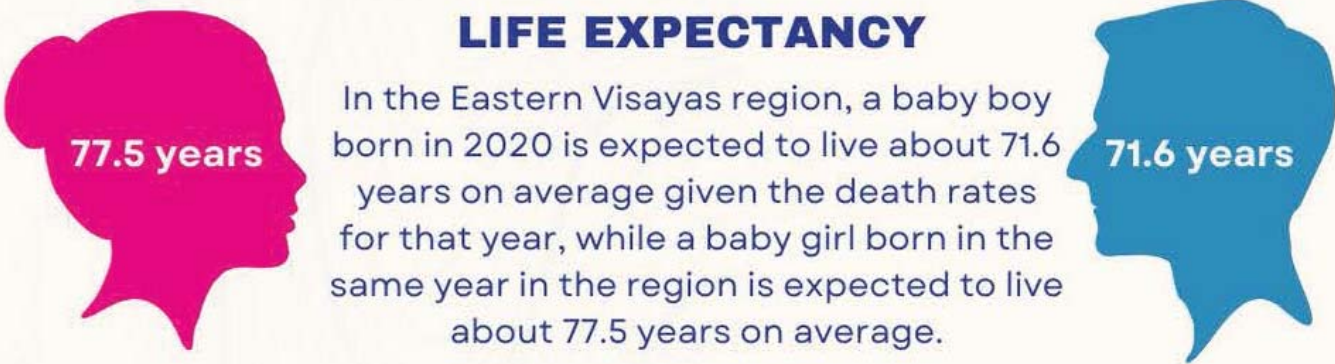 LIFE EXPECTANCY
77.5 years
In the Eastern Visayas region, a baby boy
born in 2020 is expected to live about 71.6
years on average given the death rates
for that year, while a baby girl born in the
same year in the region is expected to live
about 77.5 years on average.
71.6 years